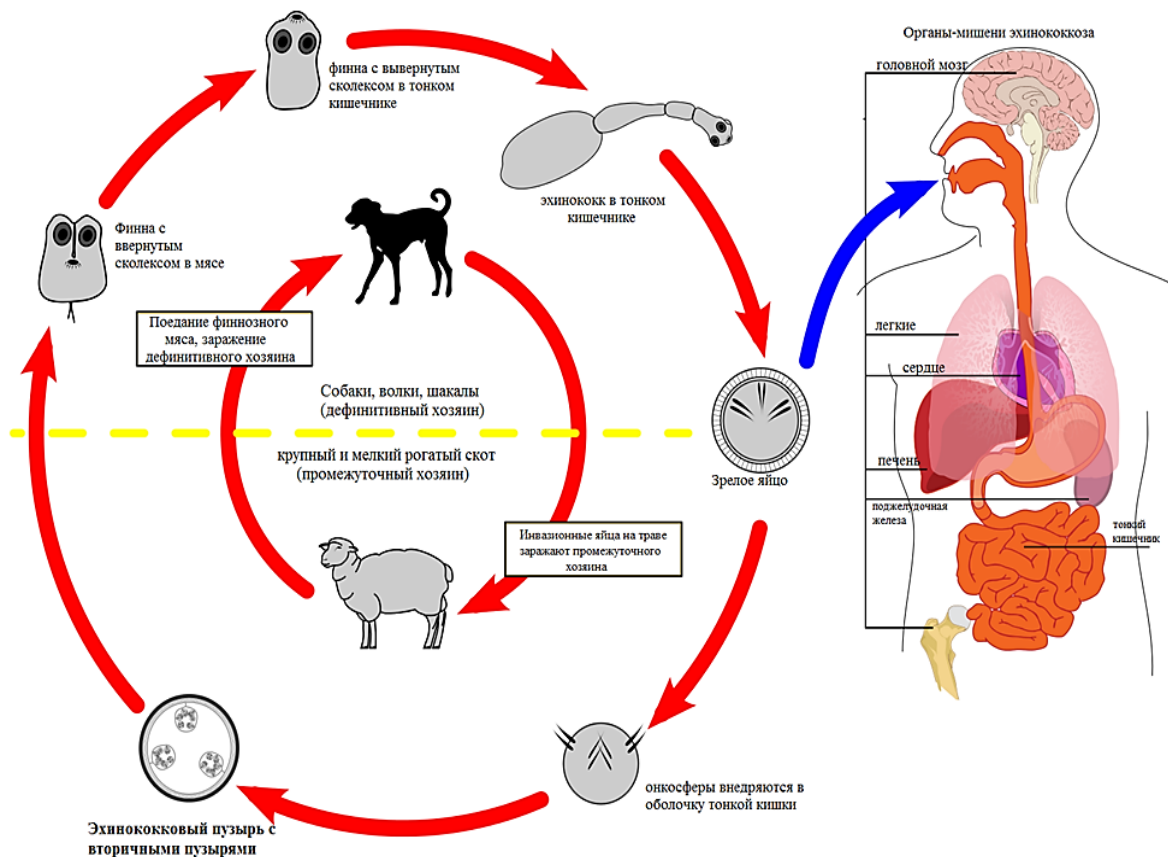 финна с вывернутым
сколексом в тонком
кишечнике
эхинококк в тонком
кишечнике
Финна с
ввернутым
сколексом в мясе
Поедание финнозного
мяса, заражение
дефинитивного хозяина
Собаки, волки, шакалы
(дефинитивный хозяин)
крупный и мелкий рогатый скот
(промежуточный хозяин)
Инвазионные яйца на траве
заражают промежуточного
хозяина
Зрелое яйцо
онкосферы внедряются в
оболочку тонкой кишки
Эхинококковый пузырь с
вторичными пузырями
Органы-мишени эхинококкоза
головной мозг
легкие
сердце
печень
поджелудочная
железа
тонкий
кишечник